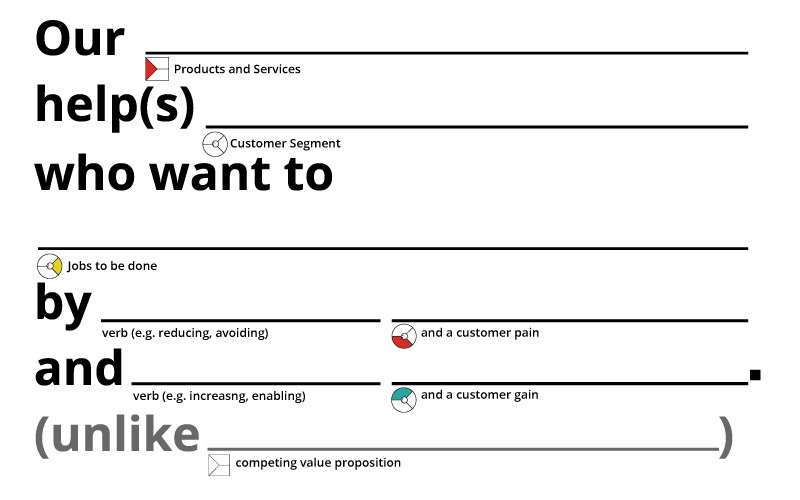 Our
Products and Services
help(s)
Customer Segment
who want to
Jobs to be done
by
verb (e.g. reducing, avoiding) and a customer pain
and .
verb (e.g. increasng, enabling) and a customer gain
(unlike )
competing value proposition